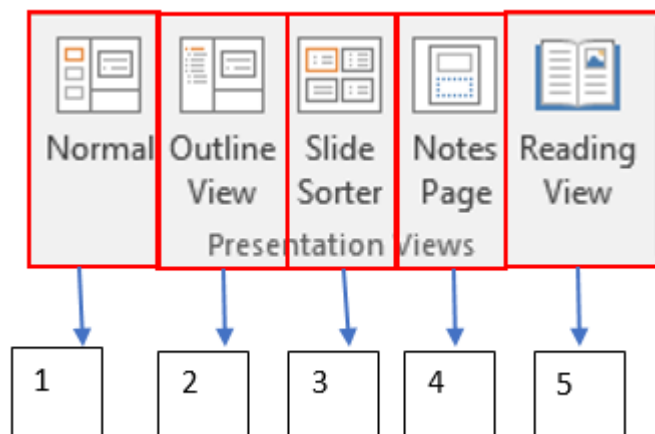 Normal Outline Slide Notes Reading
View Sorter Page View
Presentation Views
1 2 3 4 5